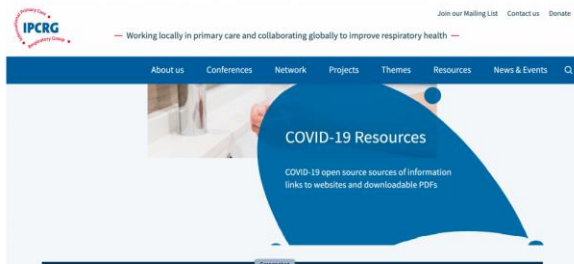 Join our Mailing List Contact us Donate
International Primary Care
IPCRG
Respiratory Group
— Working locally in primary care and collaborating globally to improve respiratory health —
About us Conferences Network Projects Themes Resources News & Events
COVID-19 Resources
COVID-19 open source sources of information
links to websites and downloadable PDFs